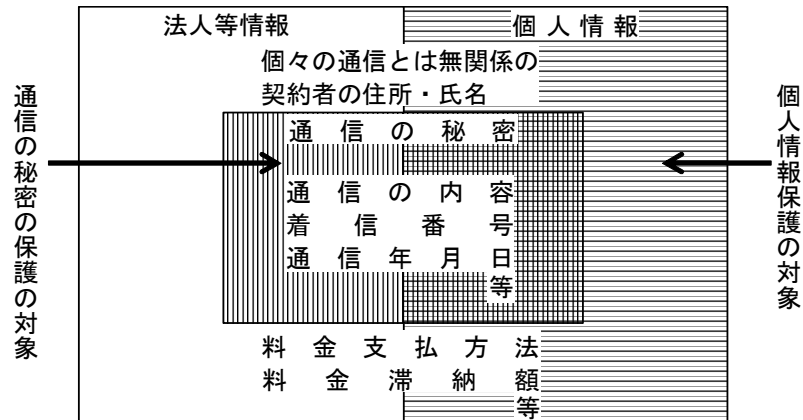 法人等情報
個人情報
個々の通信とは無関係の
契約者の住所・氏名
通信の秘密の保護の対象
通信の秘密
通信の内容
着信番号
通信年月日
等
個人情報保護の対象
料金支払方法
料金滞納額
等